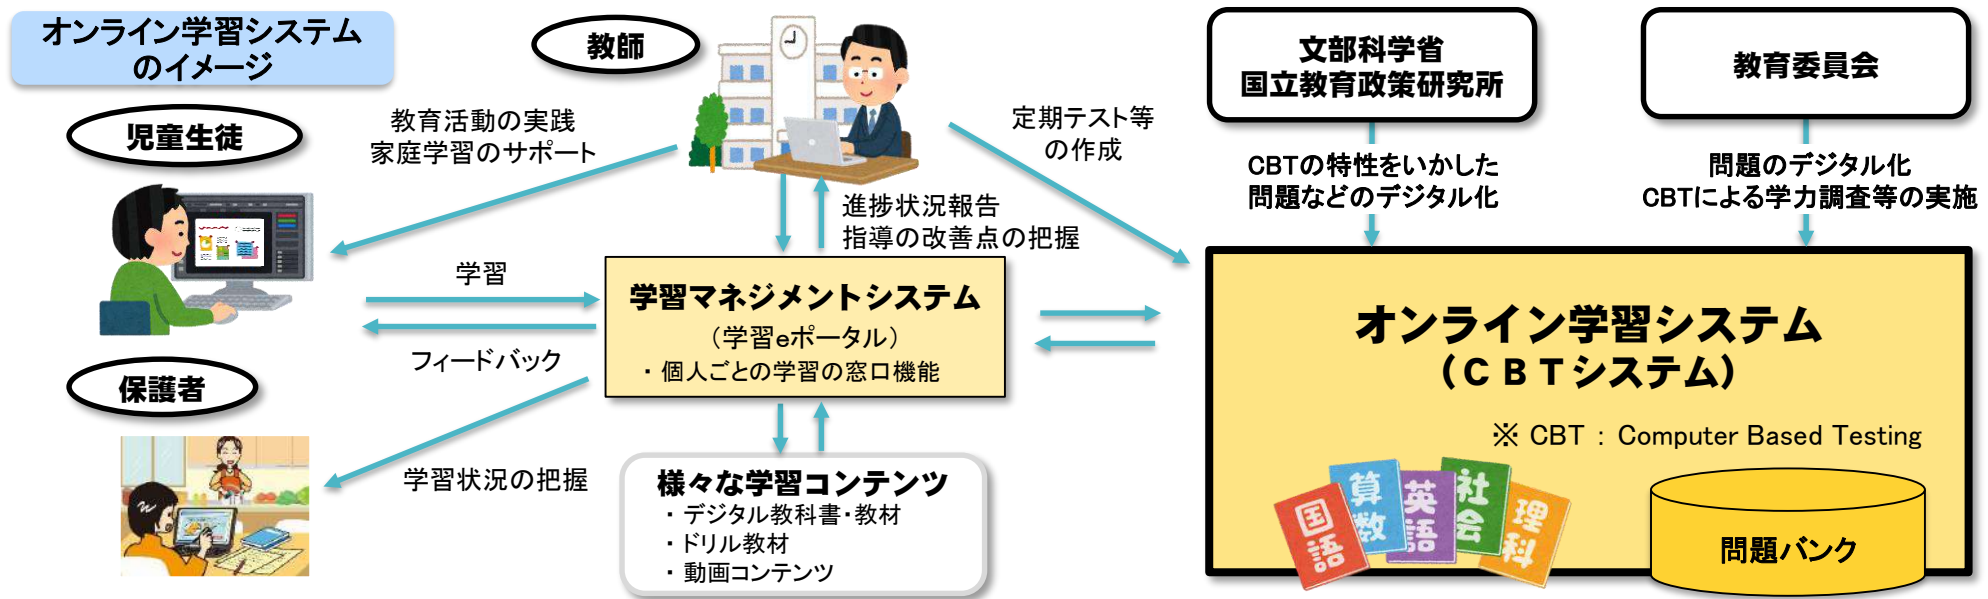 オンライン学習システム
のイメージ
教師
文部科学省
国立教育政策研究所
教育委員会
児童生徒
教育活動の実践
家庭学習のサポート
定期テスト等
の作成
CBTの特性をいかした
問題などのデジタル化
問題のデジタル化
CBTによる学力調査等の実施
進捗状況報告
指導の改善点の把握
学習
フィードバック
学習マネジメントシステム
（学習eポータル）
・個人ごとの学習の窓口機能
オンライン学習システム
（ＣＢＴシステム）
※ CBT : Computer Based Testing
保護者
学習状況の把握
様々な学習コンテンツ
・デジタル教科書・教材
・ドリル教材
・動画コンテンツ
国語
算数
英語
社会
理科
問題バンク